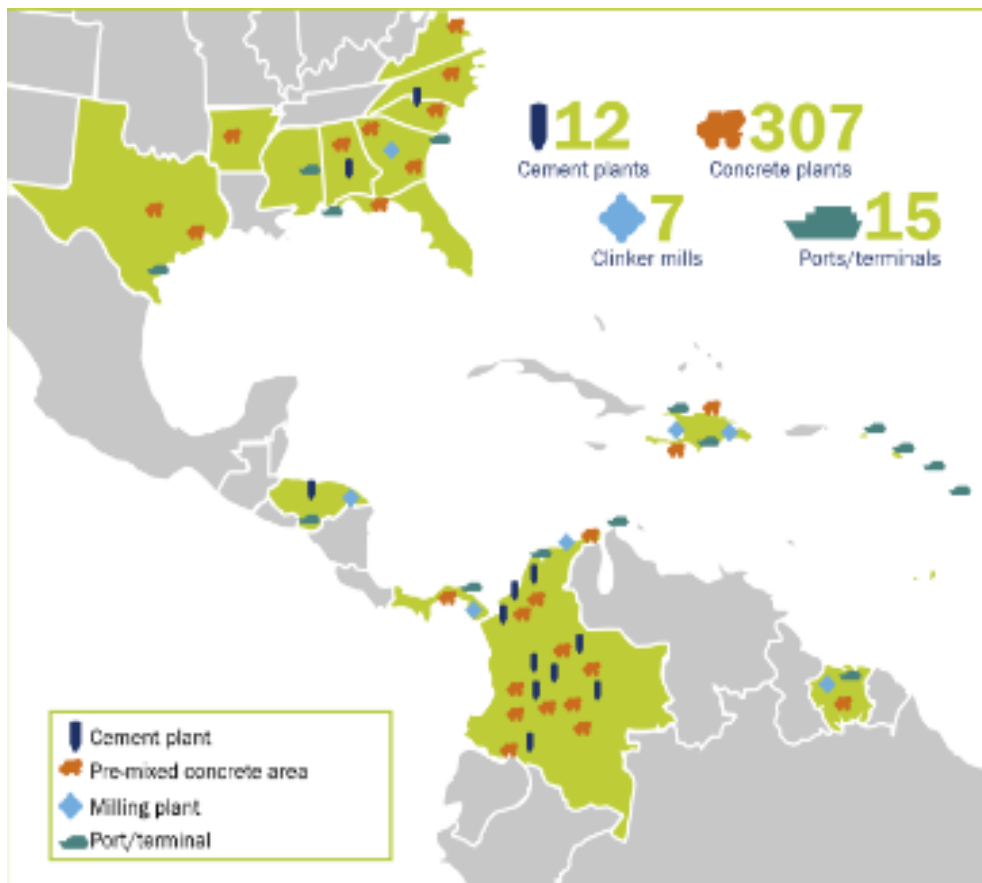 12
Cement plants
307
Concrete plants
7
Clinker mills
15
Ports/terminals
Cement plant
Pre-mixed concrete area
Milling plant
Port/terminal